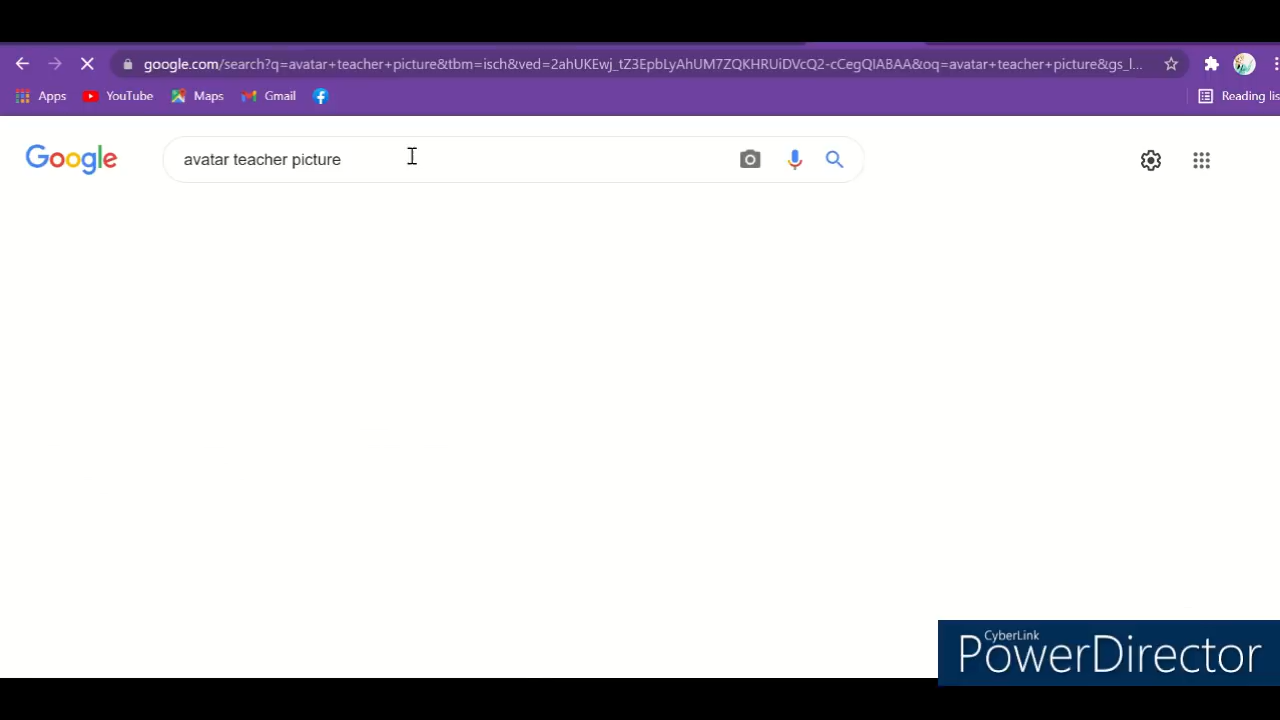 google.com/search?q=avatar+teacher+picture&tbm=isch&ved=2ahUKEwj_tZ3EpbLyAhUM7ZQKHRUiDVcQ2-cCegQIABAA&oq=avatar+teacher+picture&gs_l...
Apps YouTube Maps Gmail Reading lis
Google avatar teacher picture
CyberLink
PowerDirector